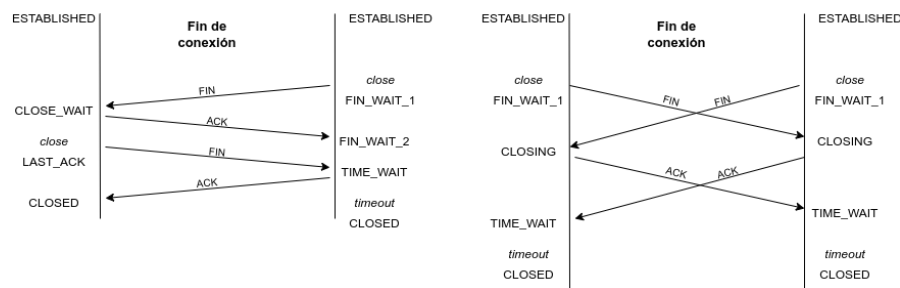 ESTABLISHED
ESTABLISHED
Fin de
conexión
close
FIN
FIN_WAIT_1
CLOSE_WAIT
ACK
close
FIN_WAIT_2
FIN
LAST_ACK
TIME_WAIT
ACK
CLOSED
timeout
CLOSED
ESTABLISHED
ESTABLISHED
Fin de
conexión
close
close
FIN_WAIT_1
FIN
FIN
FIN_WAIT_1
CLOSING
CLOSING
ACK
ACK
TIME_WAIT
TIME_WAIT
timeout
timeout
CLOSED
CLOSED